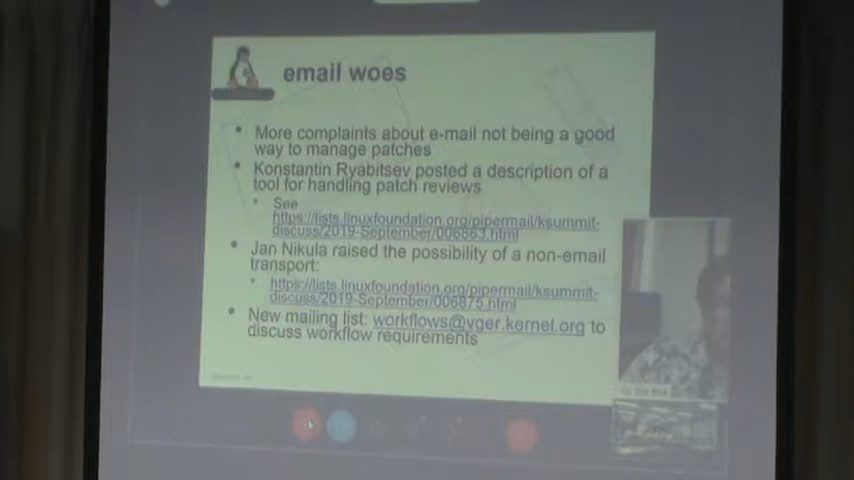 email woes
More complaints about e-mail not being a good
way to manage patches
Konstantin Ryabitsev posted a description of a
tool for handling patch reviews
See
https://lists.linuxfoundation.org/pipermail/ksummit-
discuss/2019-September/006863.html
Jan Nikula raised the possibility of a non-email
transport:
https://lists.linuxfoundation.org/pipermail/ksummit-
discuss/2019-September/006875.html
New mailing list: workflows@vger.kernel.org to
discuss workflow requirements